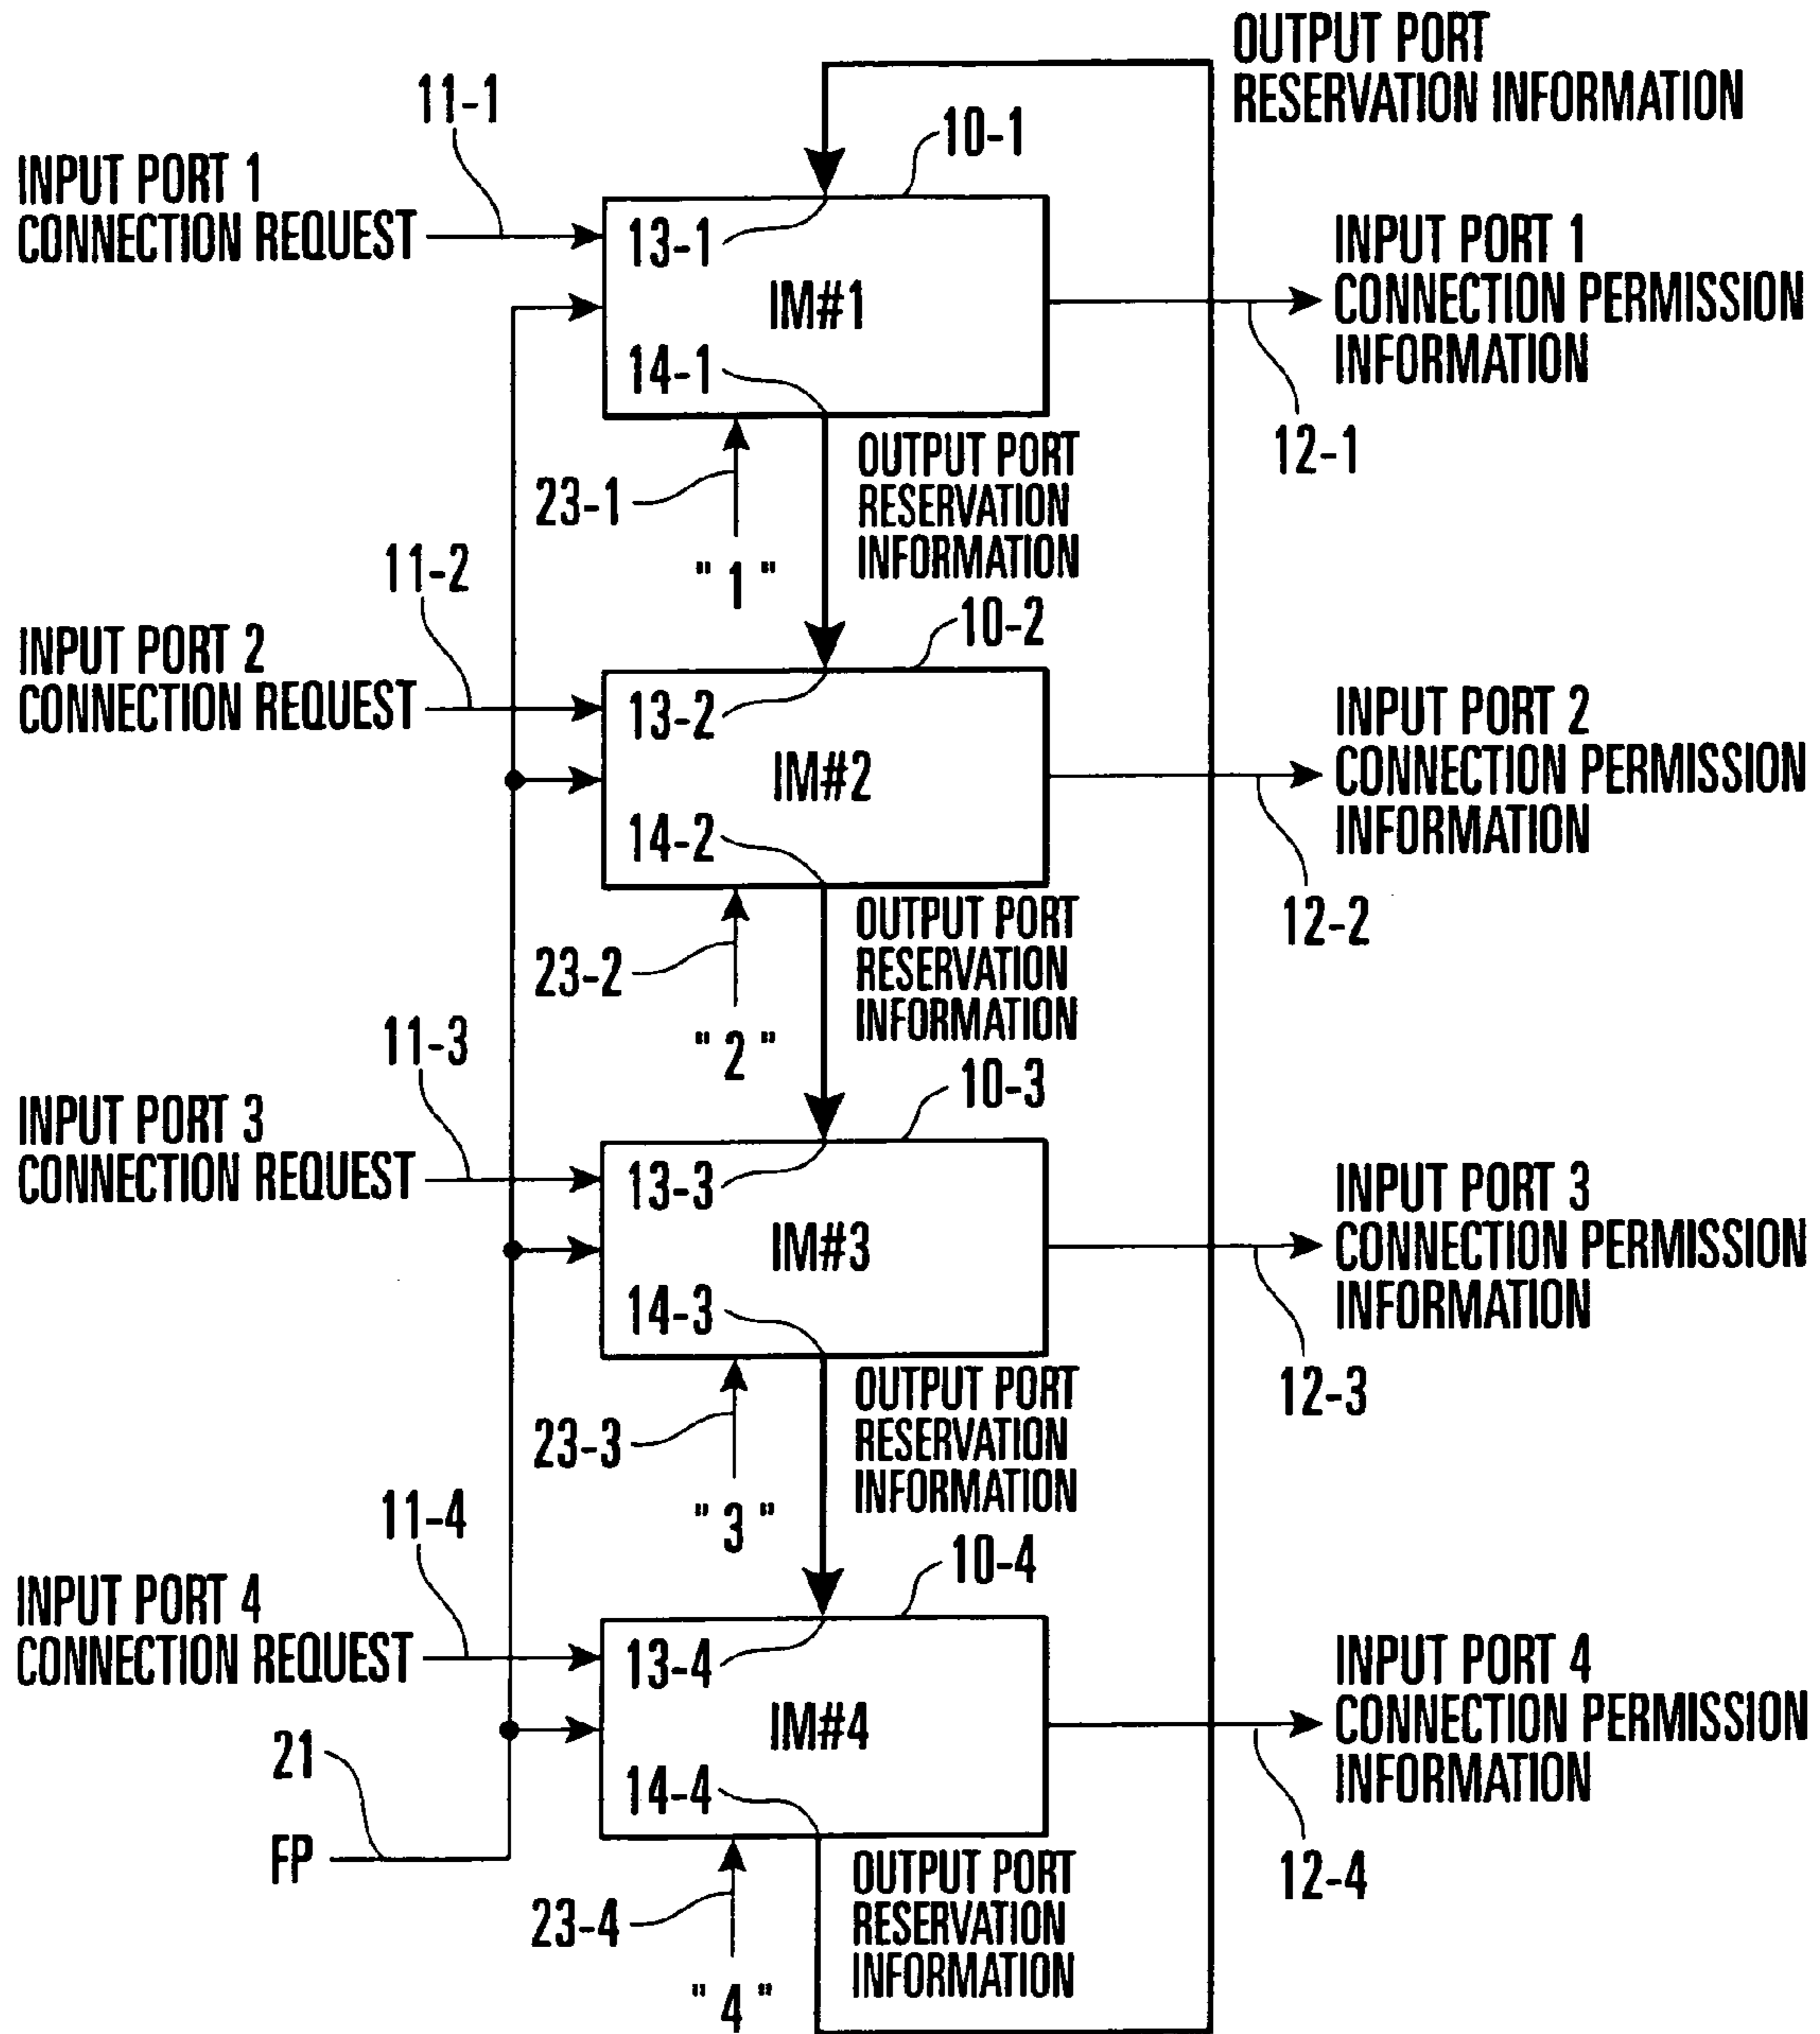 OUTPUT PORT
RESERVATION INFORMATION
11-1
10-1
INPUT PORT 1
CONNECTION REQUEST
13-1
IM#1
14-1
INPUT PORT 1
CONNECTION PERMISSION
INFORMATION
12-1
23-1
"1"
OUTPUT PORT
RESERVATION
INFORMATION
11-2
10-2
INPUT PORT 2
CONNECTION REQUEST
13-2
IM#2
14-2
INPUT PORT 2
CONNECTION PERMISSION
INFORMATION
12-2
23-2
"2"
OUTPUT PORT
RESERVATION
INFORMATION
11-3
10-3
INPUT PORT 3
CONNECTION REQUEST
13-3
IM#3
14-3
INPUT PORT 3
CONNECTION PERMISSION
INFORMATION
12-3
23-3
"3"
OUTPUT PORT
RESERVATION
INFORMATION
11-4
10-4
INPUT PORT 4
CONNECTION REQUEST
13-4
IM#4
14-4
INPUT PORT 4
CONNECTION PERMISSION
INFORMATION
12-4
21
FP
23-4
"4"
OUTPUT PORT
RESERVATION
INFORMATION